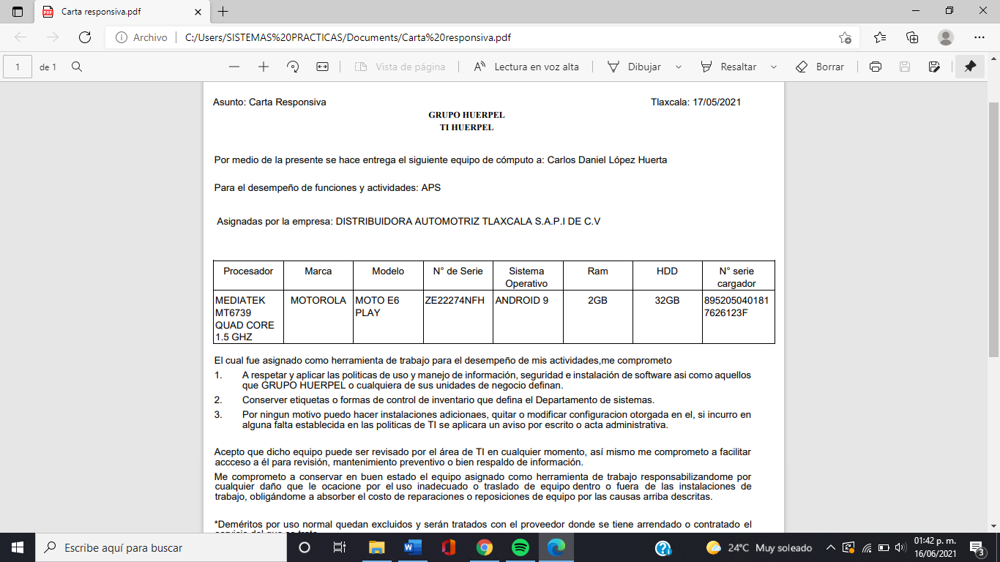 Carta responsiva.pdf
Archivo
C:/Users/SISTEMAS%20PRACTICAS/Documents/Carta%20responsiva.pdf
1 de 1
Vista de página
Lectura en voz alta
Dibujar
Resaltar
Borrar
Asunto: Carta Responsiva Tlaxcala: 17/05/2021
GRUPO HUERPEL
TI HUERPEL
Por medio de la presente se hace entrega el siguiente equipo de cómputo a: Carlos Daniel López Huerta
Para el desempeño de funciones y actividades: APS
Asignadas por la empresa: DISTRIBUIDORA AUTOMOTRIZ TLAXCALA S.A.P.I DE C.V
Procesador Marca Modelo N° de Serie Sistema Ram HDD N° serie
Operativo cargador
MEDIATEK MOTOROLA MOTO E6 ZE22274NFH ANDROID 9 2GB 32GB 895205040181
MT6739 PLAY 7626123F
QUAD CORE
1.5 GHZ
El cual fue asignado como herramienta de trabajo para el desempeño de mis actividades,me comprometo
1. A respetar y aplicar las politicas de uso y manejo de información, seguridad e instalación de software asi como aquellos
que GRUPO HUERPEL o cualquiera de sus unidades de negocio definan.
2. Conserver etiquetas o formas de control de inventario que defina el Departamento de sistemas.
3. Por ningun motivo puedo hacer instalaciones adicionaes, quitar o modificar configuracion otorgada en el, si incurro en
alguna falta establecida en las politicas de TI se aplicara un aviso por escrito o acta administrativa.
Acepto que dicho equipo puede ser revisado por el área de TI en cualquier momento, así mismo me comprometo a facilitar
accceso a él para revisión, mantenimiento preventivo o bien respaldo de información.
Me comprometo a conservar en buen estado el equipo asignado como herramienta de trabajo responsabilizandome por
cualquier daño que le ocacione por el uso inadecuado o traslado de equipo dentro o fuera de las instalaciones de
trabajo, obligándome a absorber el costo de reparaciones o reposiciones de equipo por las causas arriba descritas.
*Deméritos por uso normal quedan excluidos y serán tratados con el proveedor donde se tiene arrendado o contratado el
Escribe aquí para buscar
24°C Muy soleado
01:42 p. m.
16/06/2021
3